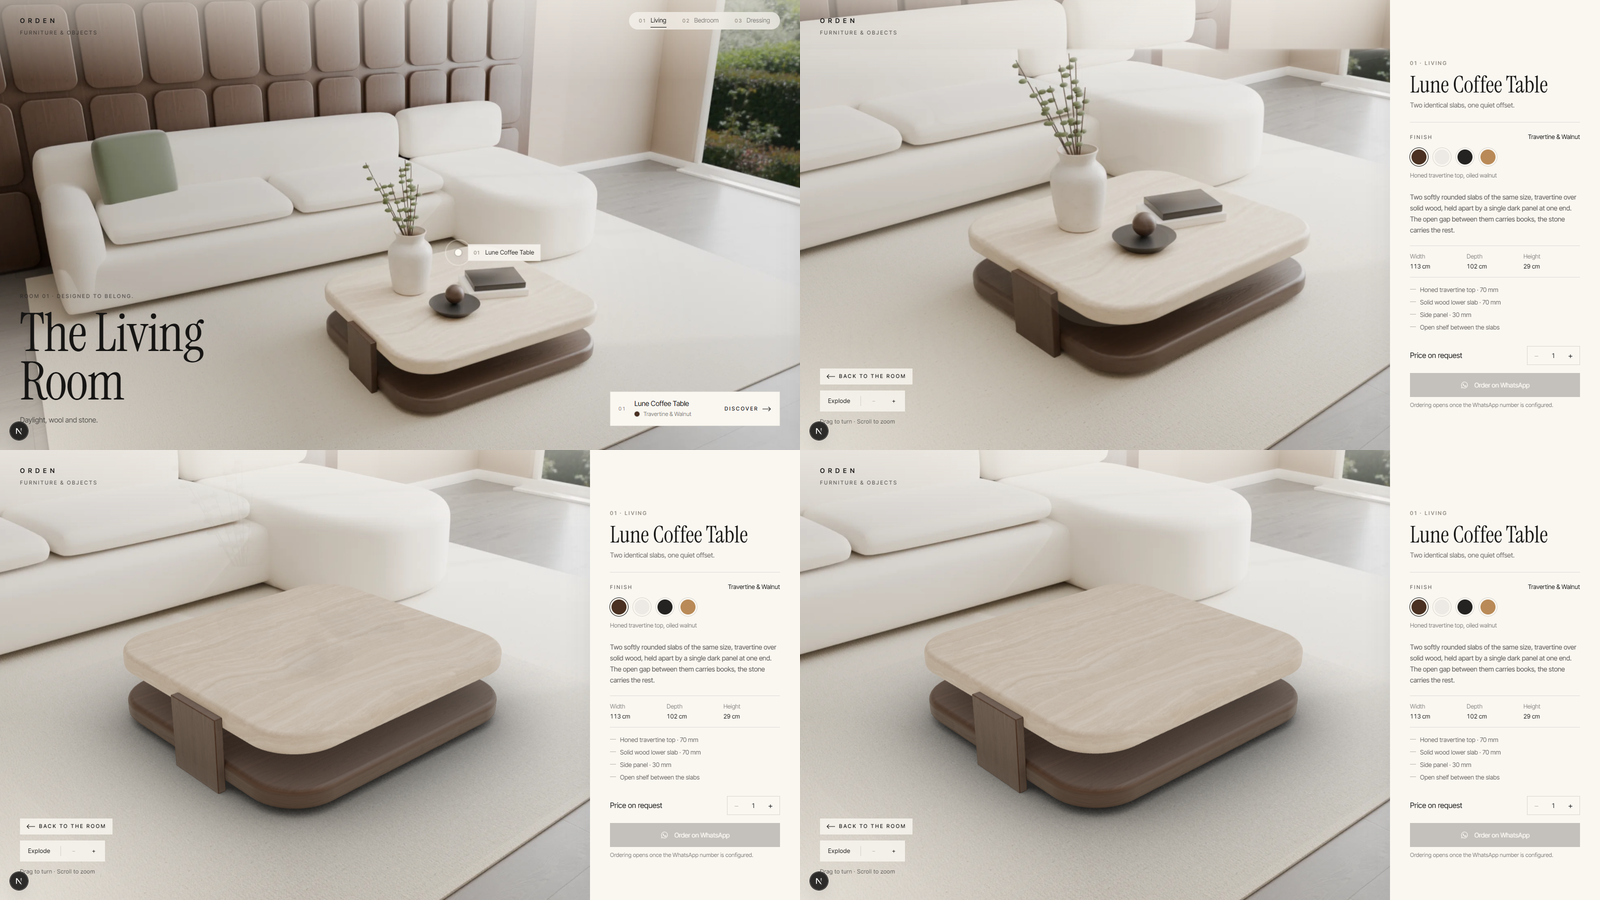 ORDEN
FURNITURE & OBJECTS
01 Living 02 Bedroom 03 Dressing
01 Lune Coffee Table
ROOM 01 · DESIGNED TO BELONG.
The Living
Room
Daylight, wool and stone.
N
01 Lune Coffee Table
Travertine & Walnut
DISCOVER →
ORDEN
FURNITURE & OBJECTS
← BACK TO THE ROOM
Explode − +
Drag to turn · Scroll to zoom
N
01 · LIVING
Lune Coffee Table
Two identical slabs, one quiet offset.
FINISH Travertine & Walnut
Honed travertine top, oiled walnut
Two softly rounded slabs of the same size, travertine over
solid wood, held apart by a single dark panel at one end.
The open gap between them carries books, the stone
carries the rest.
Width Depth Height
113 cm 102 cm 29 cm
— Honed travertine top · 70 mm
— Solid wood lower slab · 70 mm
— Side panel · 30 mm
— Open shelf between the slabs
Price on request − 1 +
Order on WhatsApp
Ordering opens once the WhatsApp number is configured.
ORDEN
FURNITURE & OBJECTS
← BACK TO THE ROOM
Explode − +
Drag to turn · Scroll to zoom
N
01 · LIVING
Lune Coffee Table
Two identical slabs, one quiet offset.
FINISH Travertine & Walnut
Honed travertine top, oiled walnut
Two softly rounded slabs of the same size, travertine over
solid wood, held apart by a single dark panel at one end.
The open gap between them carries books, the stone
carries the rest.
Width Depth Height
113 cm 102 cm 29 cm
— Honed travertine top · 70 mm
— Solid wood lower slab · 70 mm
— Side panel · 30 mm
— Open shelf between the slabs
Price on request − 1 +
Order on WhatsApp
Ordering opens once the WhatsApp number is configured.
ORDEN
FURNITURE & OBJECTS
← BACK TO THE ROOM
Explode − +
Drag to turn · Scroll to zoom
N
01 · LIVING
Lune Coffee Table
Two identical slabs, one quiet offset.
FINISH Travertine & Walnut
Honed travertine top, oiled walnut
Two softly rounded slabs of the same size, travertine over
solid wood, held apart by a single dark panel at one end.
The open gap between them carries books, the stone
carries the rest.
Width Depth Height
113 cm 102 cm 29 cm
— Honed travertine top · 70 mm
— Solid wood lower slab · 70 mm
— Side panel · 30 mm
— Open shelf between the slabs
Price on request − 1 +
Order on WhatsApp
Ordering opens once the WhatsApp number is configured.